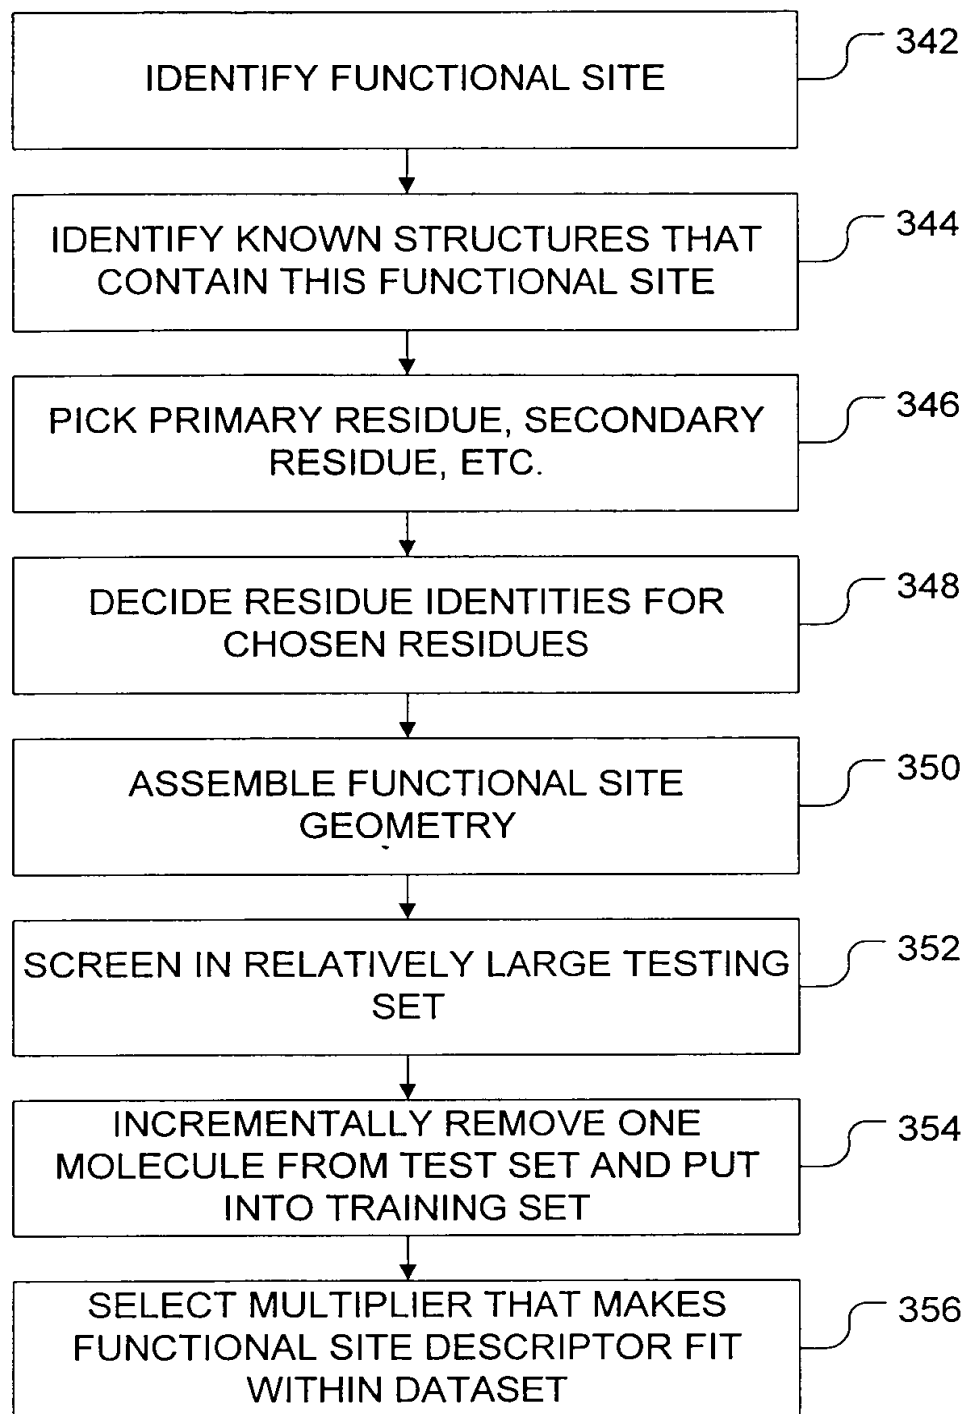 IDENTIFY FUNCTIONAL SITE
342
IDENTIFY KNOWN STRUCTURES THAT
CONTAIN THIS FUNCTIONAL SITE
344
PICK PRIMARY RESIDUE, SECONDARY
RESIDUE, ETC.
346
DECIDE RESIDUE IDENTITIES FOR
CHOSEN RESIDUES
348
ASSEMBLE FUNCTIONAL SITE
GEOMETRY
350
SCREEN IN RELATIVELY LARGE TESTING
SET
352
INCREMENTALLY REMOVE ONE
MOLECULE FROM TEST SET AND PUT
INTO TRAINING SET
354
SELECT MULTIPLIER THAT MAKES
FUNCTIONAL SITE DESCRIPTOR FIT
WITHIN DATASET
356